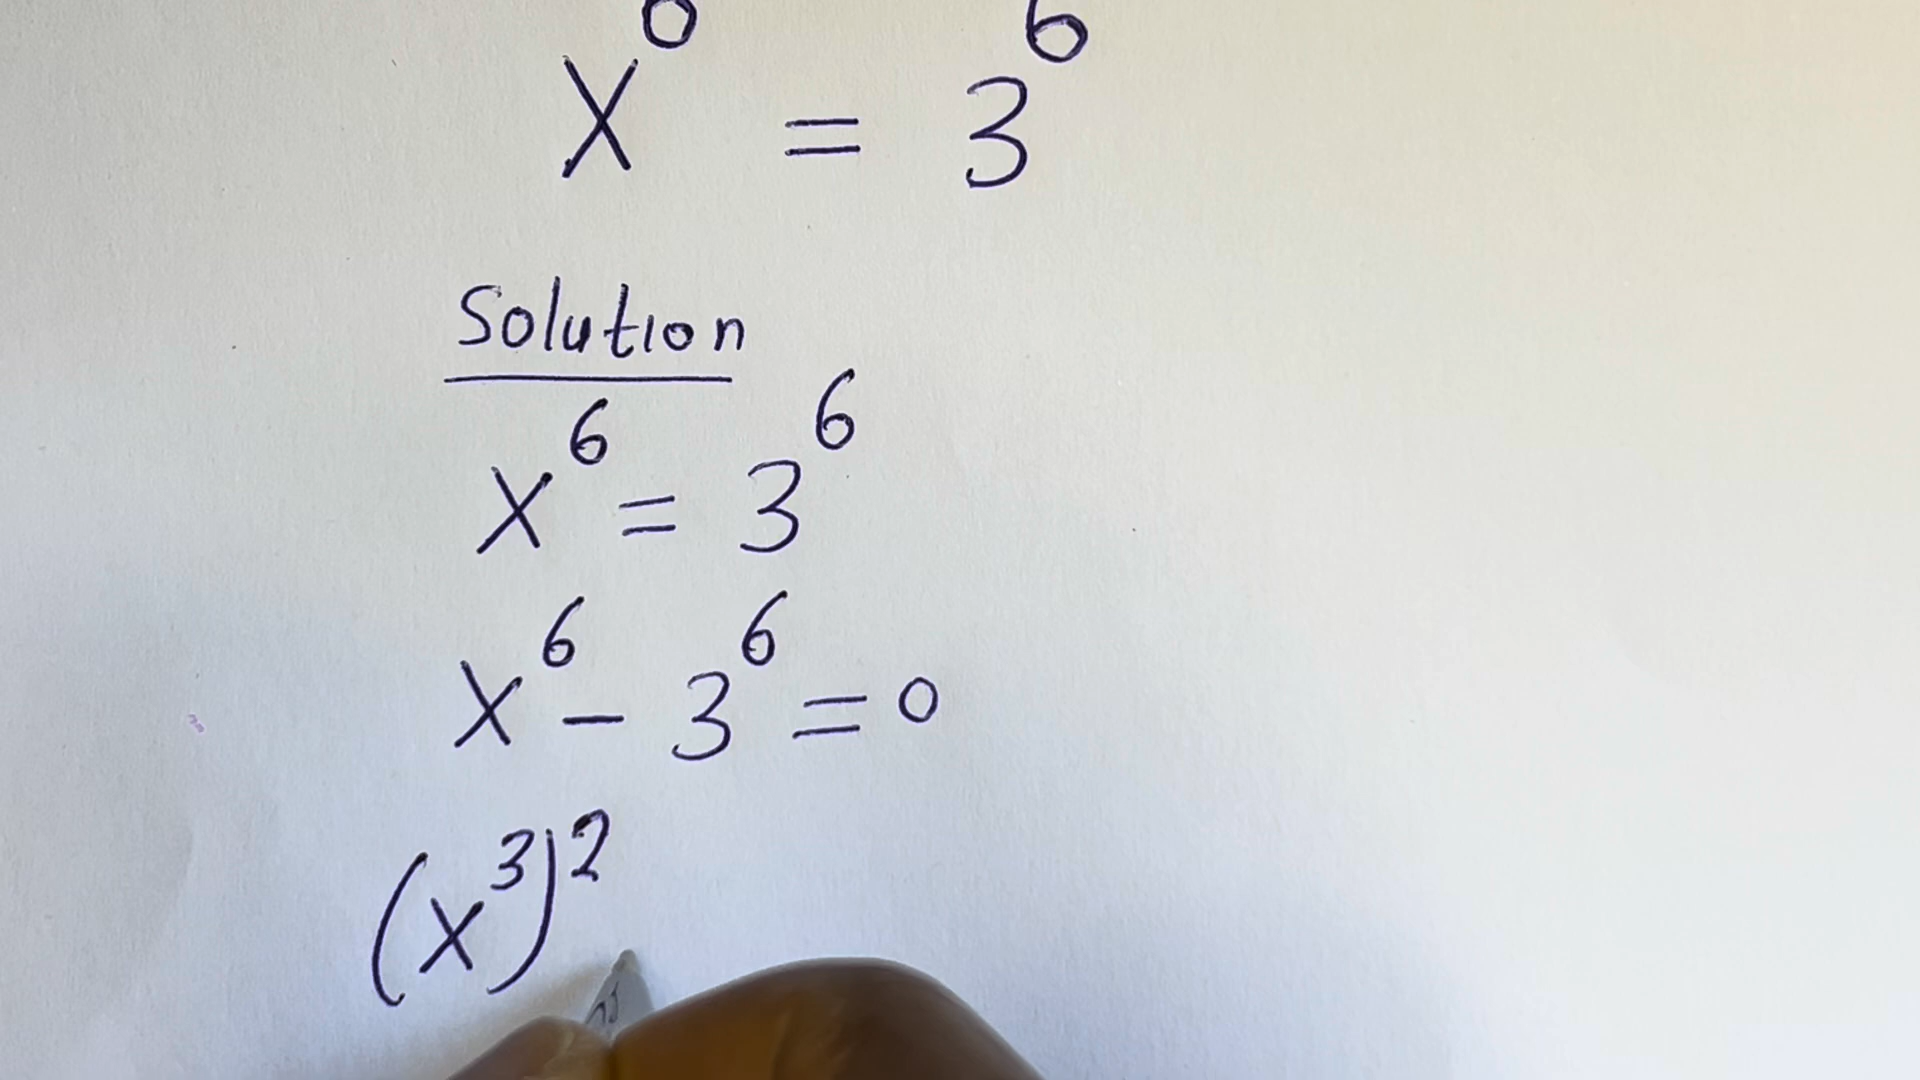 x⁶ = 3⁶
Solution
x⁶ = 3⁶
x⁶ - 3⁶ = 0
(x³)²